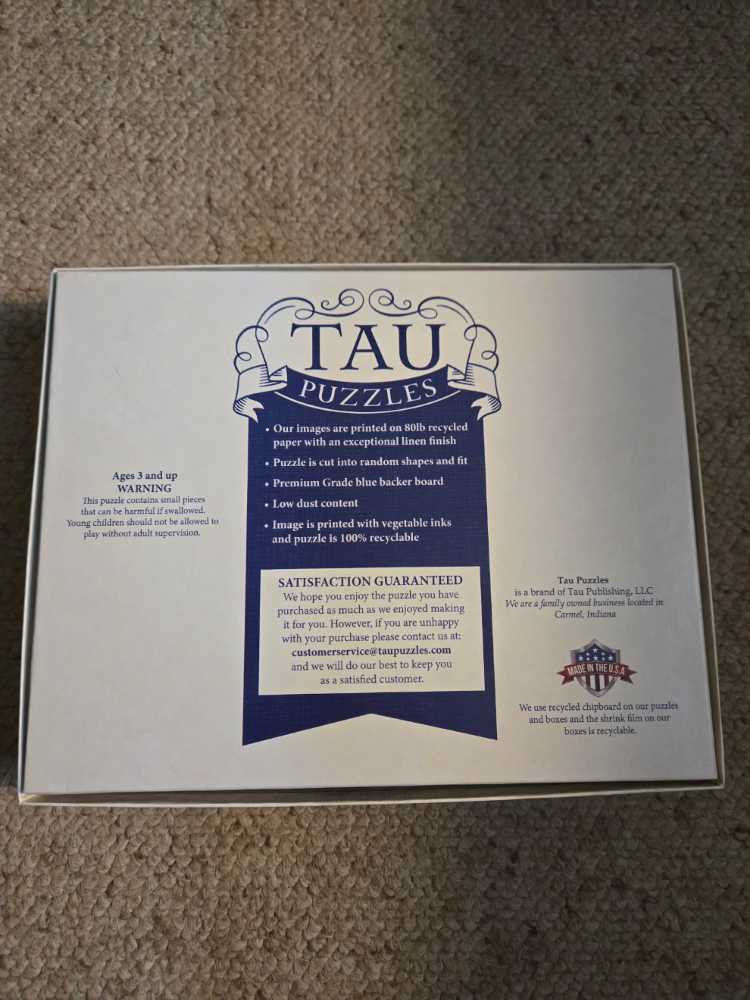 TAU
PUZZLES
• Our images are printed on 80lb recycled
paper with an exceptional linen finish
• Puzzle is cut into random shapes and fit
• Premium Grade blue backer board
• Low dust content
• Image is printed with vegetable inks
and puzzle is 100% recyclable
SATISFACTION GUARANTEED
We hope you enjoy the puzzle you have
purchased as much as we enjoyed making
it for you. However, if you are unhappy
with your purchase please contact us at:
customerservice@taupuzzles.com
and we will do our best to keep you
as a satisfied customer.
Ages 3 and up
WARNING
This puzzle contains small pieces
that can be harmful if swallowed.
Young children should not be allowed to
play without adult supervision.
Tau Puzzles
is a brand of Tau Publishing, LLC
We are a family owned business located in
Carmel, Indiana
MADE IN THE U.S.A
We use recycled chipboard on our puzzles
and boxes and the shrink film on our
boxes is recyclable.